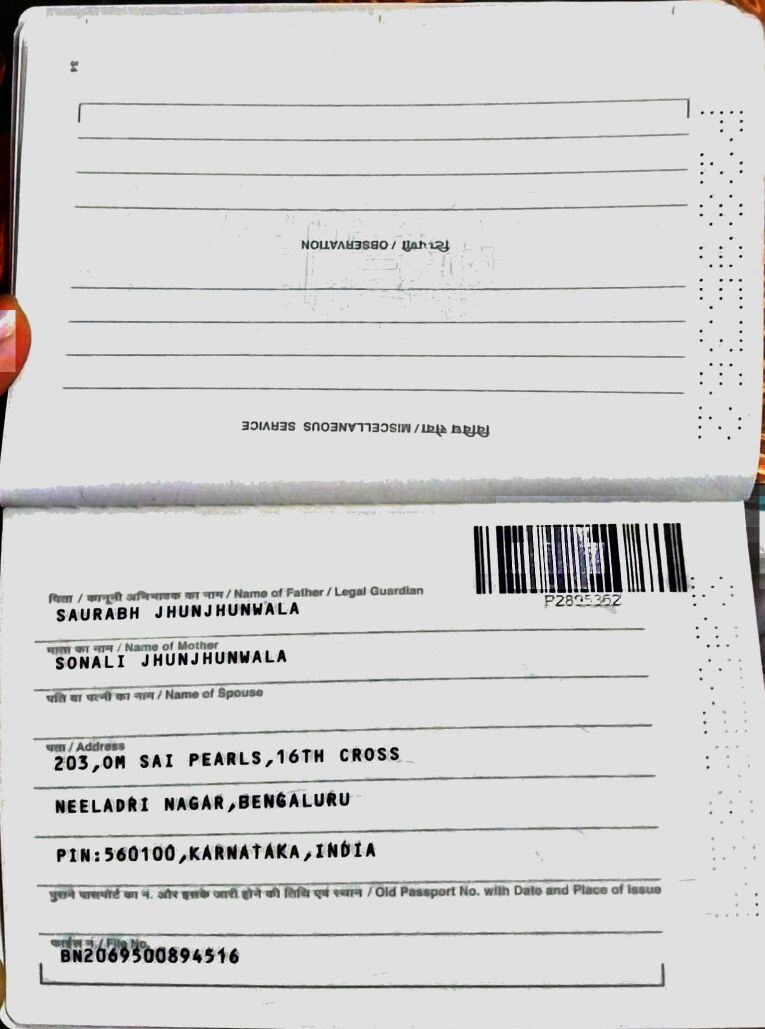 34
टिप्पणी / OBSERVATION
विविध सेवा / MISCELLANEOUS SERVICE
P2895362
पिता / कानूनी अभिभावक का नाम / Name of Father / Legal Guardian
SAURABH JHUNJHUNWALA
माता का नाम / Name of Mother
SONALI JHUNJHUNWALA
पति या पत्नी का नाम / Name of Spouse
पता / Address
203,OM SAI PEARLS,16TH CROSS
NEELADRI NAGAR,BENGALURU
PIN:560100,KARNATAKA,INDIA
पुराने पासपोर्ट का नं. और इसके जारी होने की तिथि एवं स्थान / Old Passport No. with Date and Place of Issue
फाईल नं. / File No.
BN2069500894516